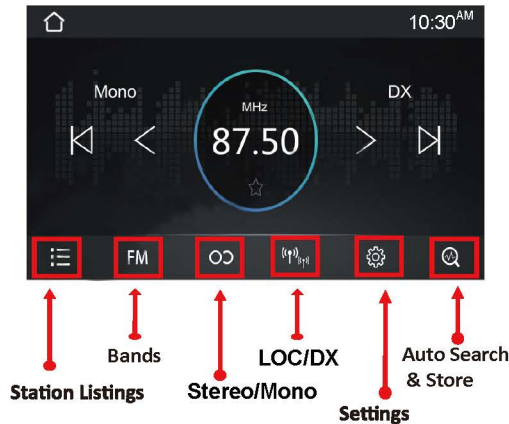 10:30AM
Mono
DX
MHz
87.50
FM
Bands
LOC/DX
Auto Search
& Store
Station Listings
Stereo/Mono
Settings